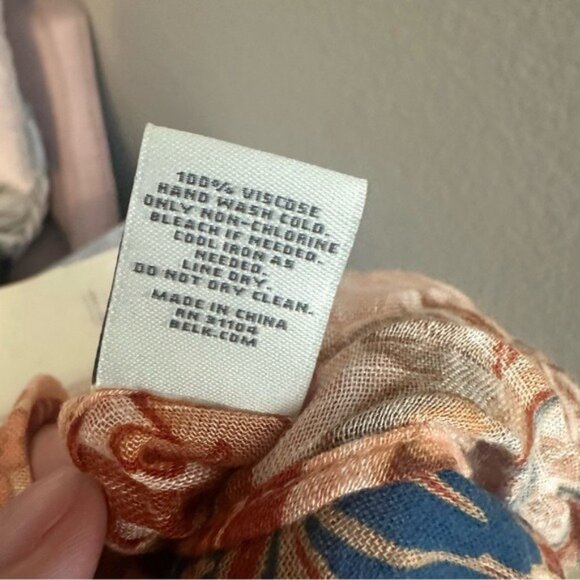 100% VISCOSE
HAND WASH COLD.
ONLY NON-CHLORINE
BLEACH IF NEEDED.
COOL IRON AS
NEEDED.
LINE DRY.
DO NOT DRY CLEAN.
MADE IN CHINA
RN 21104
BELK.COM